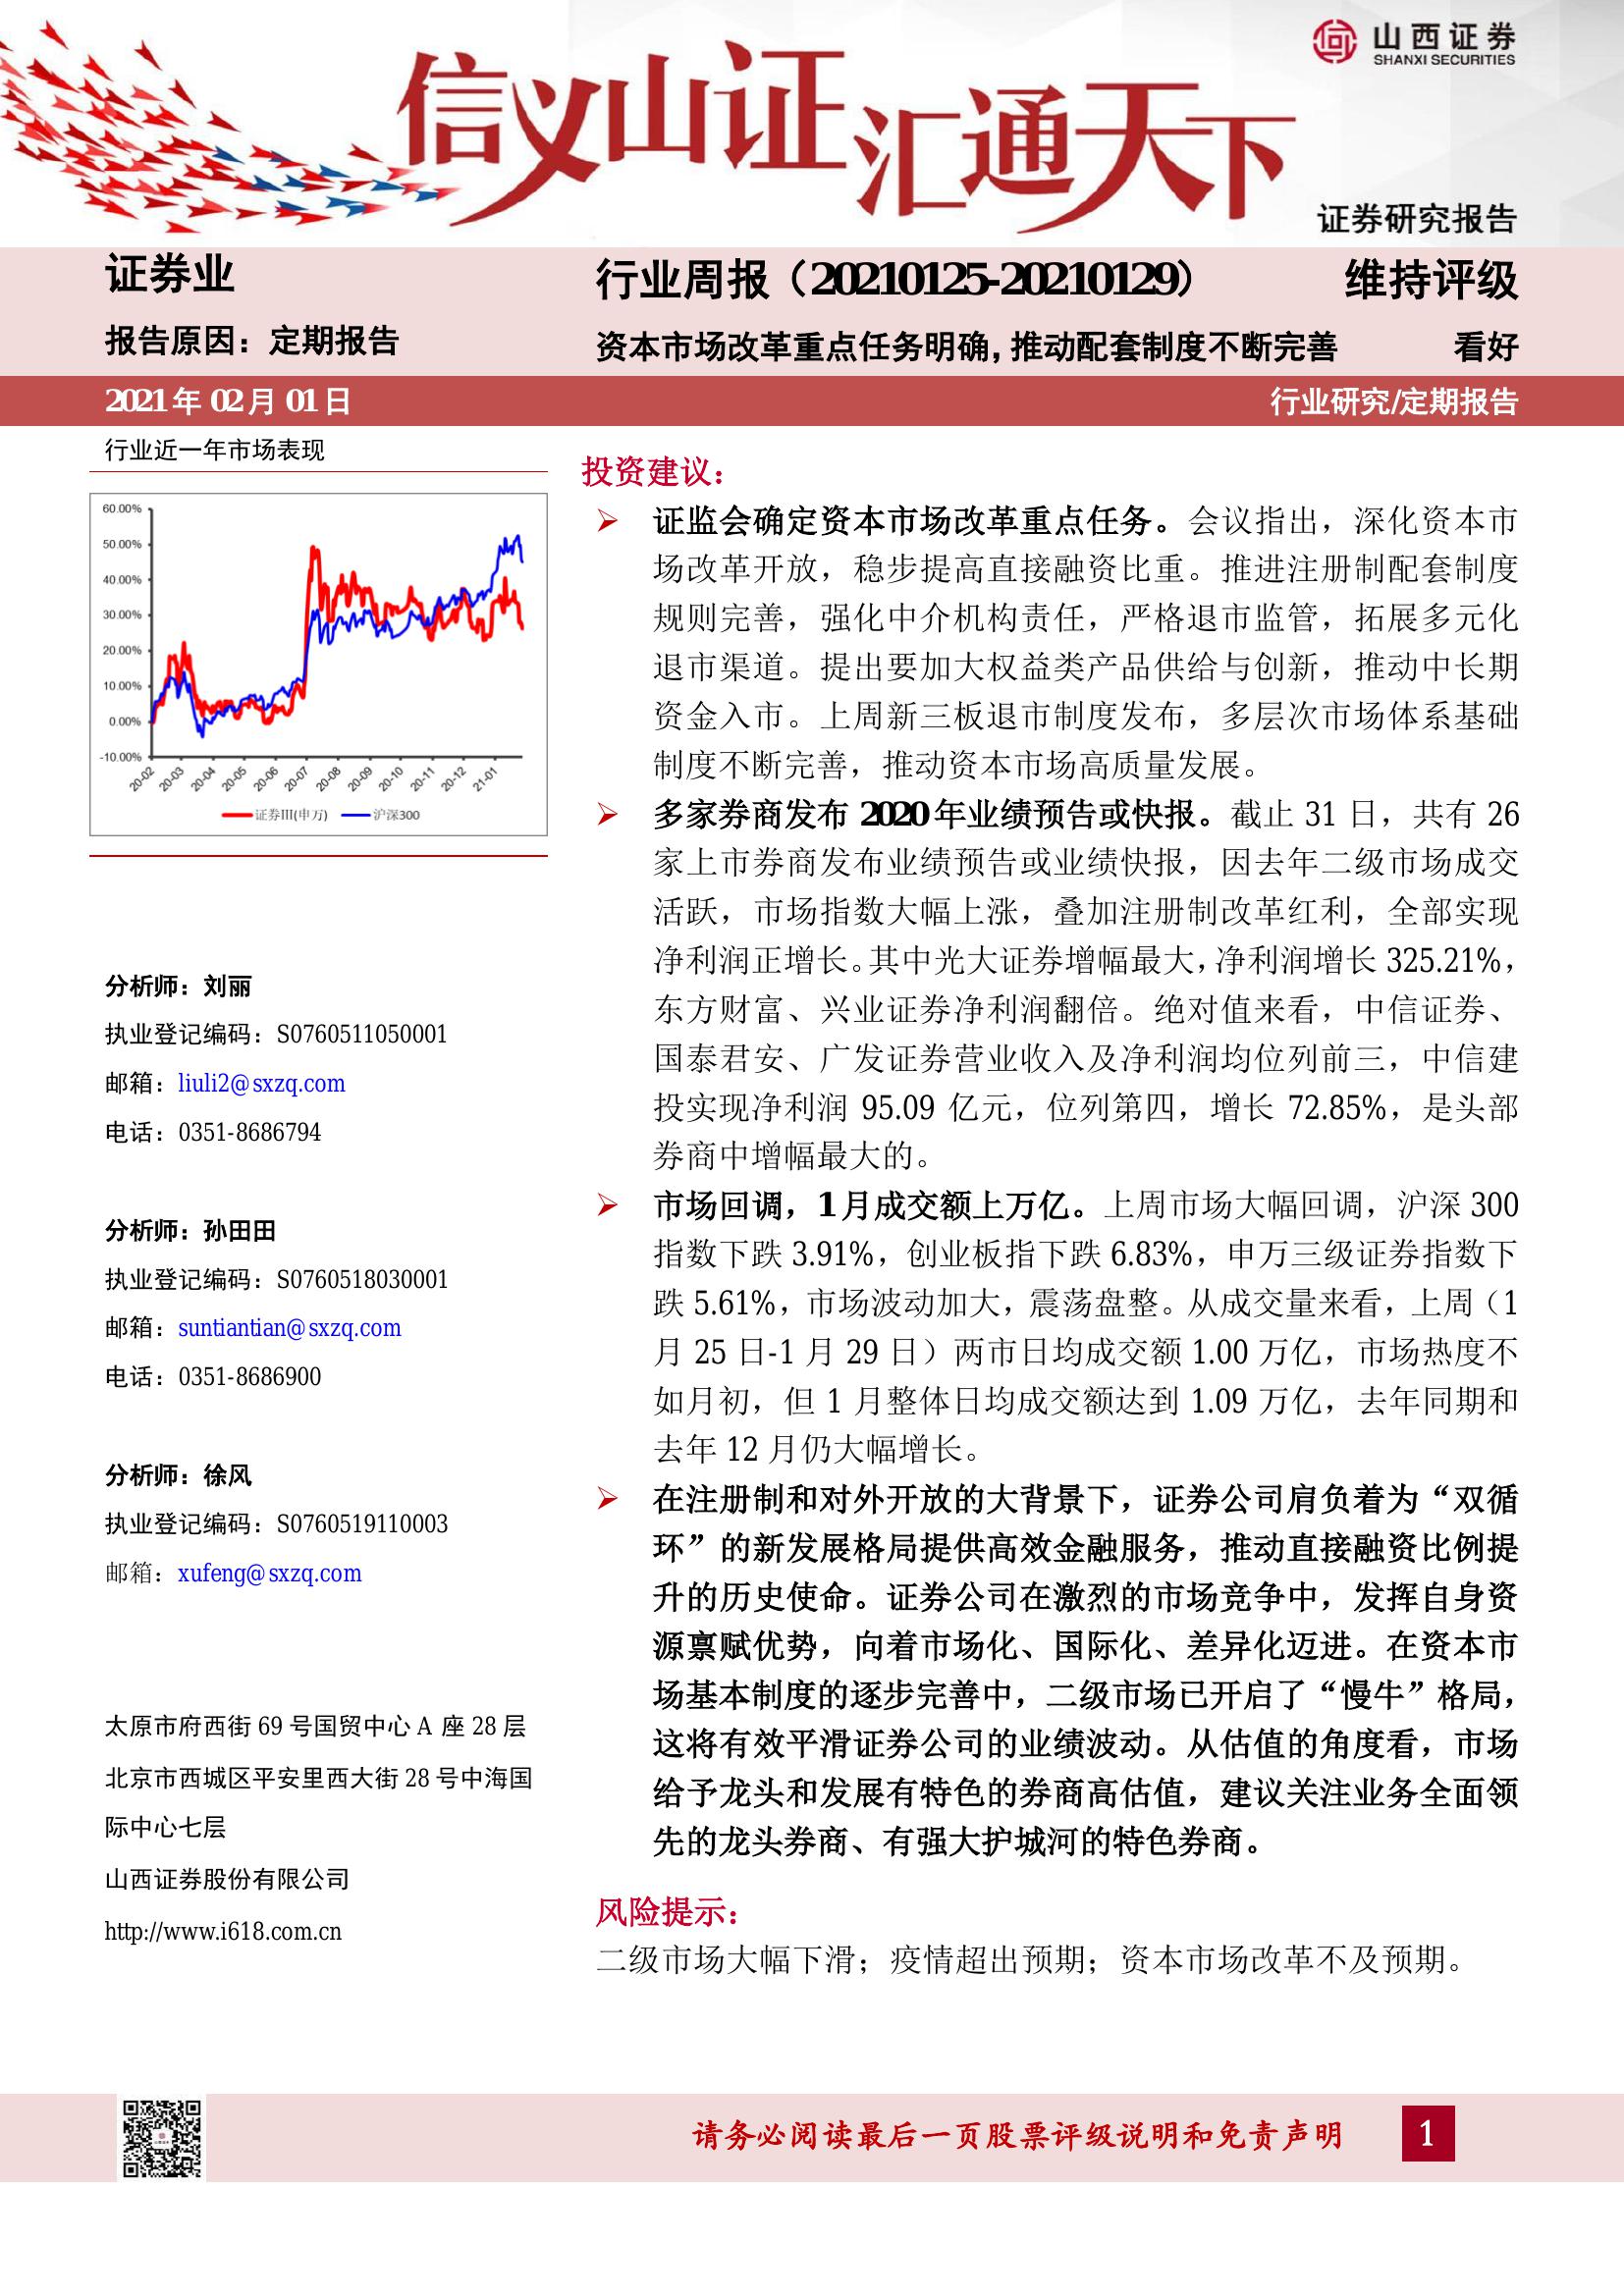 信义山证汇通天下
山西证券
SHANXI SECURITIES
证券研究报告
证券业
行业周报（20210125-20210129）
维持评级
报告原因：定期报告
资本市场改革重点任务明确，推动配套制度不断完善
看好
2021 年 02 月 01 日
行业研究/定期报告
行业近一年市场表现
60.00%
50.00%
40.00%
30.00%
20.00%
10.00%
0.00%
-10.00%
20-02
20-03
20-04
20-05
20-06
20-07
20-08
20-09
20-10
20-11
20-12
21-01
证券III(申万)
沪深300
分析师：刘丽
执业登记编码：S0760511050001
邮箱：liuli2@sxzq.com
电话：0351-8686794
分析师：孙田田
执业登记编码：S0760518030001
邮箱：suntiantian@sxzq.com
电话：0351-8686900
分析师：徐风
执业登记编码：S0760519110003
邮箱：xufeng@sxzq.com
太原市府西街 69 号国贸中心 A 座 28 层
北京市西城区平安里西大街 28 号中海国
际中心七层
山西证券股份有限公司
http://www.i618.com.cn
投资建议：
证监会确定资本市场改革重点任务。会议指出，深化资本市
场改革开放，稳步提高直接融资比重。推进注册制配套制度
规则完善，强化中介机构责任，严格退市监管，拓展多元化
退市渠道。提出要加大权益类产品供给与创新，推动中长期
资金入市。上周新三板退市制度发布，多层次市场体系基础
制度不断完善，推动资本市场高质量发展。
多家券商发布 2020 年业绩预告或快报。截止 31 日，共有 26
家上市券商发布业绩预告或业绩快报，因去年二级市场成交
活跃，市场指数大幅上涨，叠加注册制改革红利，全部实现
净利润正增长。其中光大证券增幅最大，净利润增长 325.21%，
东方财富、兴业证券净利润翻倍。绝对值来看，中信证券、
国泰君安、广发证券营业收入及净利润均位列前三，中信建
投实现净利润 95.09 亿元，位列第四，增长 72.85%，是头部
券商中增幅最大的。
市场回调，1 月成交额上万亿。上周市场大幅回调，沪深 300
指数下跌 3.91%，创业板指下跌 6.83%，申万三级证券指数下
跌 5.61%，市场波动加大，震荡盘整。从成交量来看，上周（1
月 25 日-1 月 29 日）两市日均成交额 1.00 万亿，市场热度不
如月初，但 1 月整体日均成交额达到 1.09 万亿，去年同期和
去年 12 月仍大幅增长。
在注册制和对外开放的大背景下，证券公司肩负着为“双循
环”的新发展格局提供高效金融服务，推动直接融资比例提
升的历史使命。证券公司在激烈的市场竞争中，发挥自身资
源禀赋优势，向着市场化、国际化、差异化迈进。在资本市
场基本制度的逐步完善中，二级市场已开启了“慢牛”格局，
这将有效平滑证券公司的业绩波动。从估值的角度看，市场
给予龙头和发展有特色的券商高估值，建议关注业务全面领
先的龙头券商、有强大护城河的特色券商。
风险提示：
二级市场大幅下滑；疫情超出预期；资本市场改革不及预期。
请务必阅读最后一页股票评级说明和免责声明
1